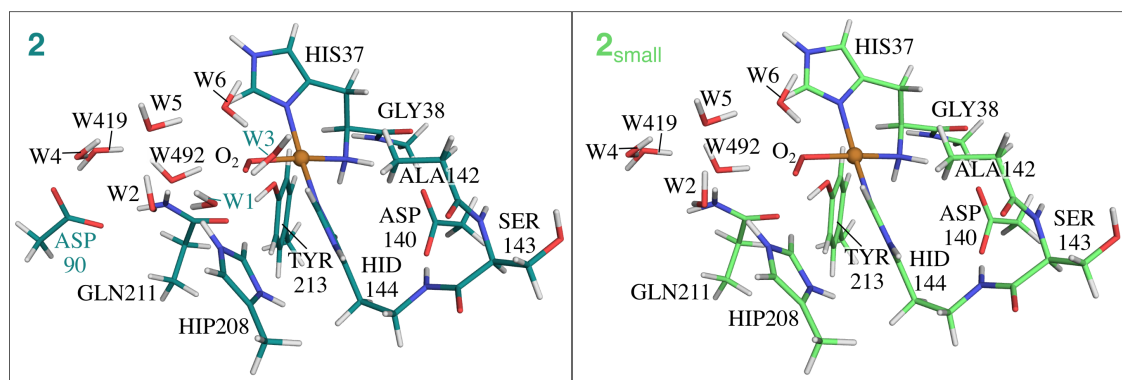 2
HIS37
W6
W5
GLY38
W419
W3
W4
W492
O2
ALA142
W2
W1
ASP
140
SER
143
ASP
90
TYR
213
HID
144
GLN211
HIP208
2small
HIS37
W6
GLY38
W5
W419
W492
O2
W4
ALA142
W2
ASP
140
SER
143
TYR
213
HID
144
GLN211
HIP208